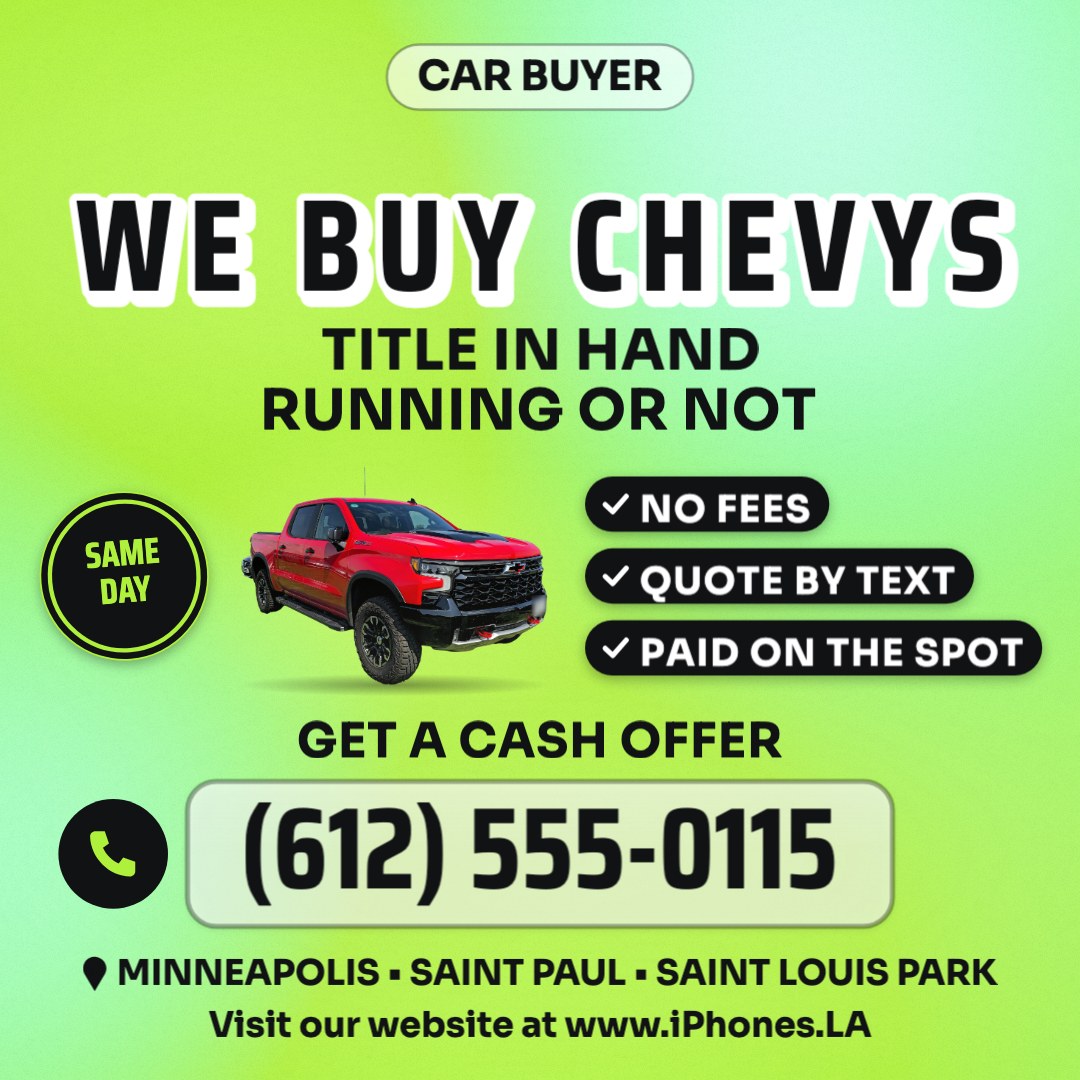 CAR BUYER
WE BUY CHEVYS
TITLE IN HAND
RUNNING OR NOT
SAME
DAY
NO FEES
QUOTE BY TEXT
PAID ON THE SPOT
GET A CASH OFFER
(612) 555-0115
MINNEAPOLIS ▪ SAINT PAUL ▪ SAINT LOUIS PARK
Visit our website at www.iPhones.LA